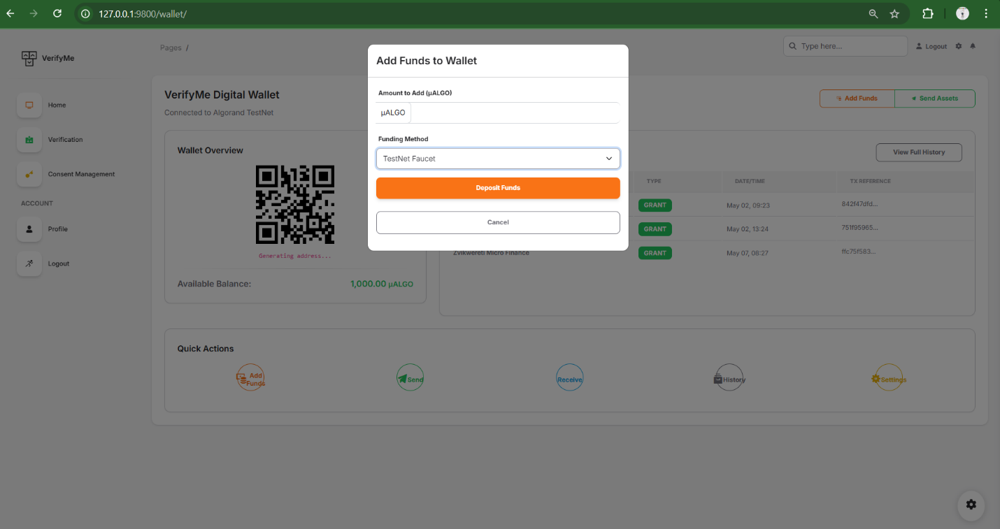 127.0.0.1:9800/wallet/
VerifyMe
Home
Verification
Consent Management
ACCOUNT
Profile
Logout
Pages /
Type here...
Logout
VerifyMe Digital Wallet
Connected to Algorand TestNet
Add Funds
Send Assets
Wallet Overview
Generating address...
Available Balance:
1,000.00 µALGO
View Full History
TYPE DATE/TIME TX REFERENCE
GRANT May 02, 09:23 842f47dfd...
GRANT May 02, 13:24 751f95965...
Zvikwereti Micro Finance GRANT May 07, 08:27 ffc75f583...
Add Funds to Wallet
Amount to Add (µALGO)
µALGO
Funding Method
TestNet Faucet
Deposit Funds
Cancel
Quick Actions
Add
Funds
Send
Receive
History
Settings